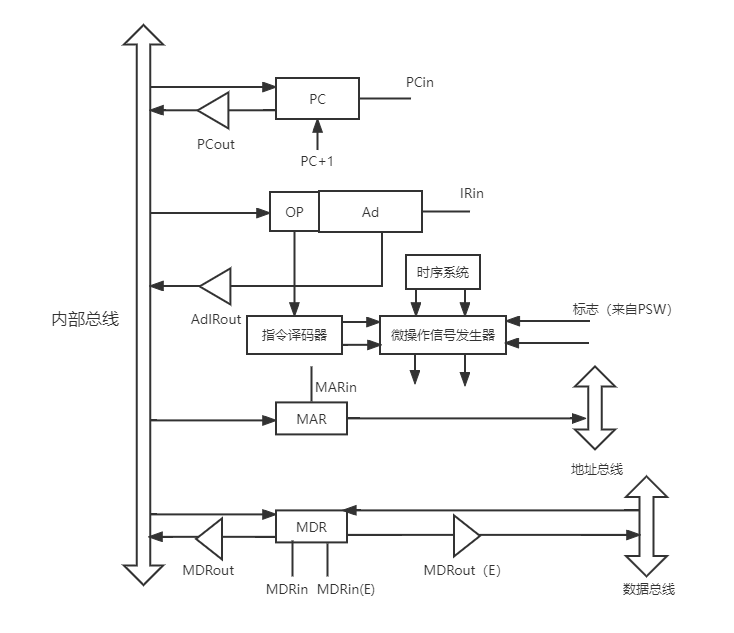 PCin
PC
PCout
PC+1
IRin
OP
Ad
时序系统
标志（来自PSW）
内部总线
AdIRout
指令译码器
微操作信号发生器
MARin
MAR
地址总线
MDR
MDRout
MDRout（E）
MDRin
MDRin(E)
数据总线